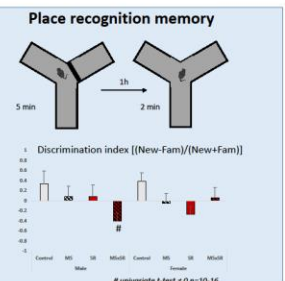 Place recognition memory
1h
5 min
2 min
Discrimination index [(New-Fam)/(New+Fam)]
1
0.8
0.6
0.4
0.2
0
-0.2
-0.4
-0.6
-0.8
-1
#
Control MS SR MSxSR Control MS SR MSxSR
Male Female
# univariate t-test < 0 n=10-16